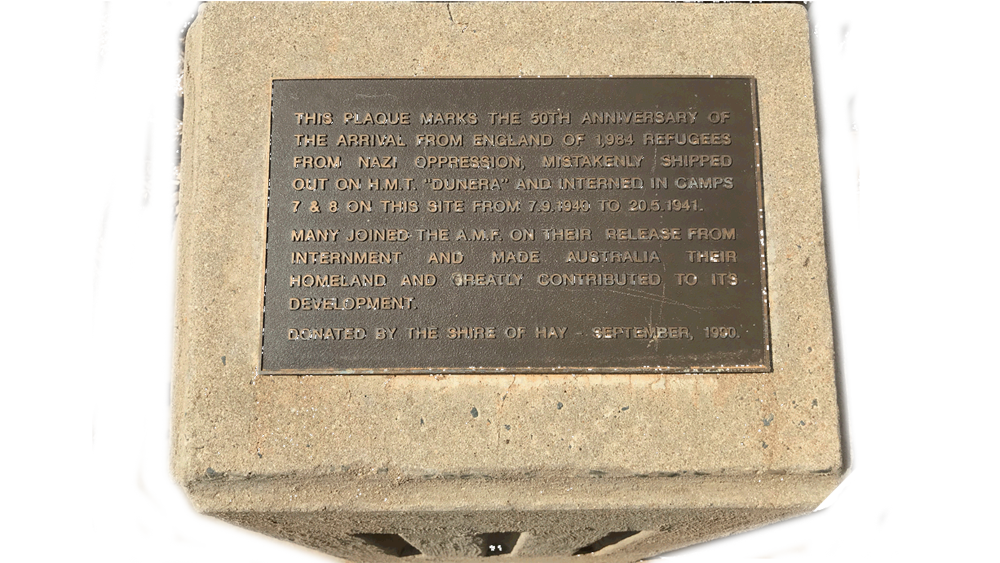 THIS PLAQUE MARKS THE 50TH ANNIVERSARY OF
THE ARRIVAL FROM ENGLAND OF 1,984 REFUGEES
FROM NAZI OPPRESSION, MISTAKENLY SHIPPED
OUT ON H.M.T. "DUNERA" AND INTERNED IN CAMPS
7 & 8 ON THIS SITE FROM 7.9.1940 TO 20.5.1941.
MANY JOINED THE A.M.F. ON THEIR RELEASE FROM
INTERNMENT AND MADE AUSTRALIA THEIR
HOMELAND AND GREATLY CONTRIBUTED TO ITS
DEVELOPMENT.
DONATED BY THE SHIRE OF HAY - SEPTEMBER, 1990.